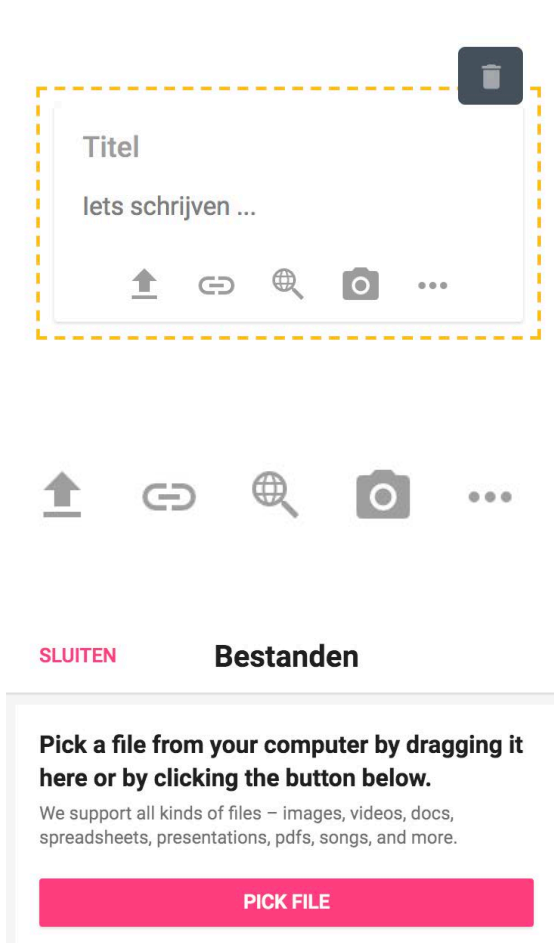 Titel
Iets schrijven ...
SLUITEN
Bestanden
Pick a file from your computer by dragging it
here or by clicking the button below.
We support all kinds of files – images, videos, docs,
spreadsheets, presentations, pdfs, songs, and more.
PICK FILE